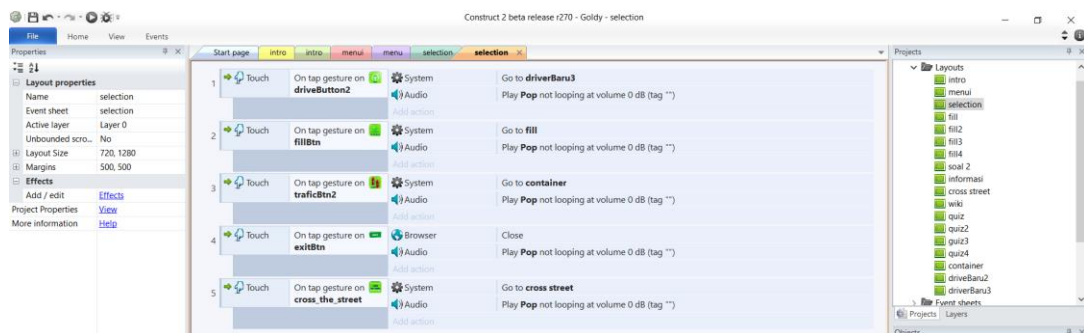 Construct 2 beta release r270 - Goldy - selection
File Home View Events
Properties
Layout properties
Name selection
Event sheet selection
Active layer Layer 0
Unbounded scro... No
Layout Size 720, 1280
Margins 500, 500
Effects
Add / edit Effects
Project Properties View
More information Help
Start page intro intro menui menu selection selection
1 Touch On tap gesture on driveButton2 System Go to driverBaru3
Audio Play Pop not looping at volume 0 dB (tag "")
Add action
2 Touch On tap gesture on fillBtn System Go to fill
Audio Play Pop not looping at volume 0 dB (tag "")
Add action
3 Touch On tap gesture on traficBtn2 System Go to container
Audio Play Pop not looping at volume 0 dB (tag "")
Add action
4 Touch On tap gesture on exitBtn Browser Close
Audio Play Pop not looping at volume 0 dB (tag "")
Add action
5 Touch On tap gesture on cross_the_street System Go to cross street
Audio Play Pop not looping at volume 0 dB (tag "")
Add action
Projects
Layouts
intro
menui
selection
fill
fill2
fill3
fill4
soal 2
informasi
cross street
wiki
quiz
quiz2
quiz3
quiz4
container
driveBaru2
driverBaru3
Event sheets
Projects Layers
Objects